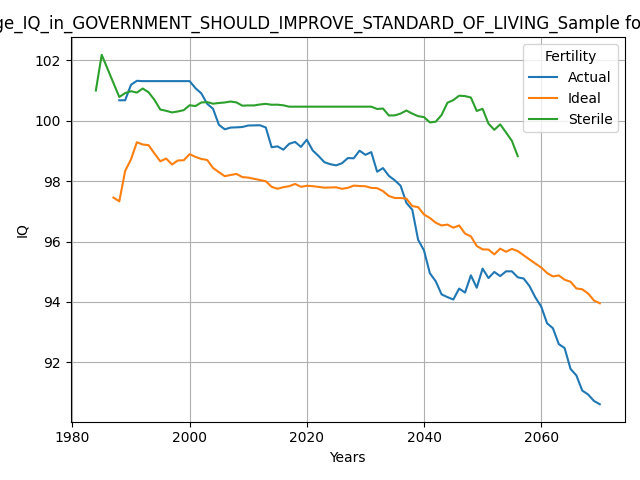 ge_IQ_in_GOVERNMENT_SHOULD_IMPROVE_STANDARD_OF_LIVING_Sample fo
Fertility
Actual
Ideal
Sterile
102
100
98
96
94
92
IQ
1980
2000
2020
2040
2060
Years